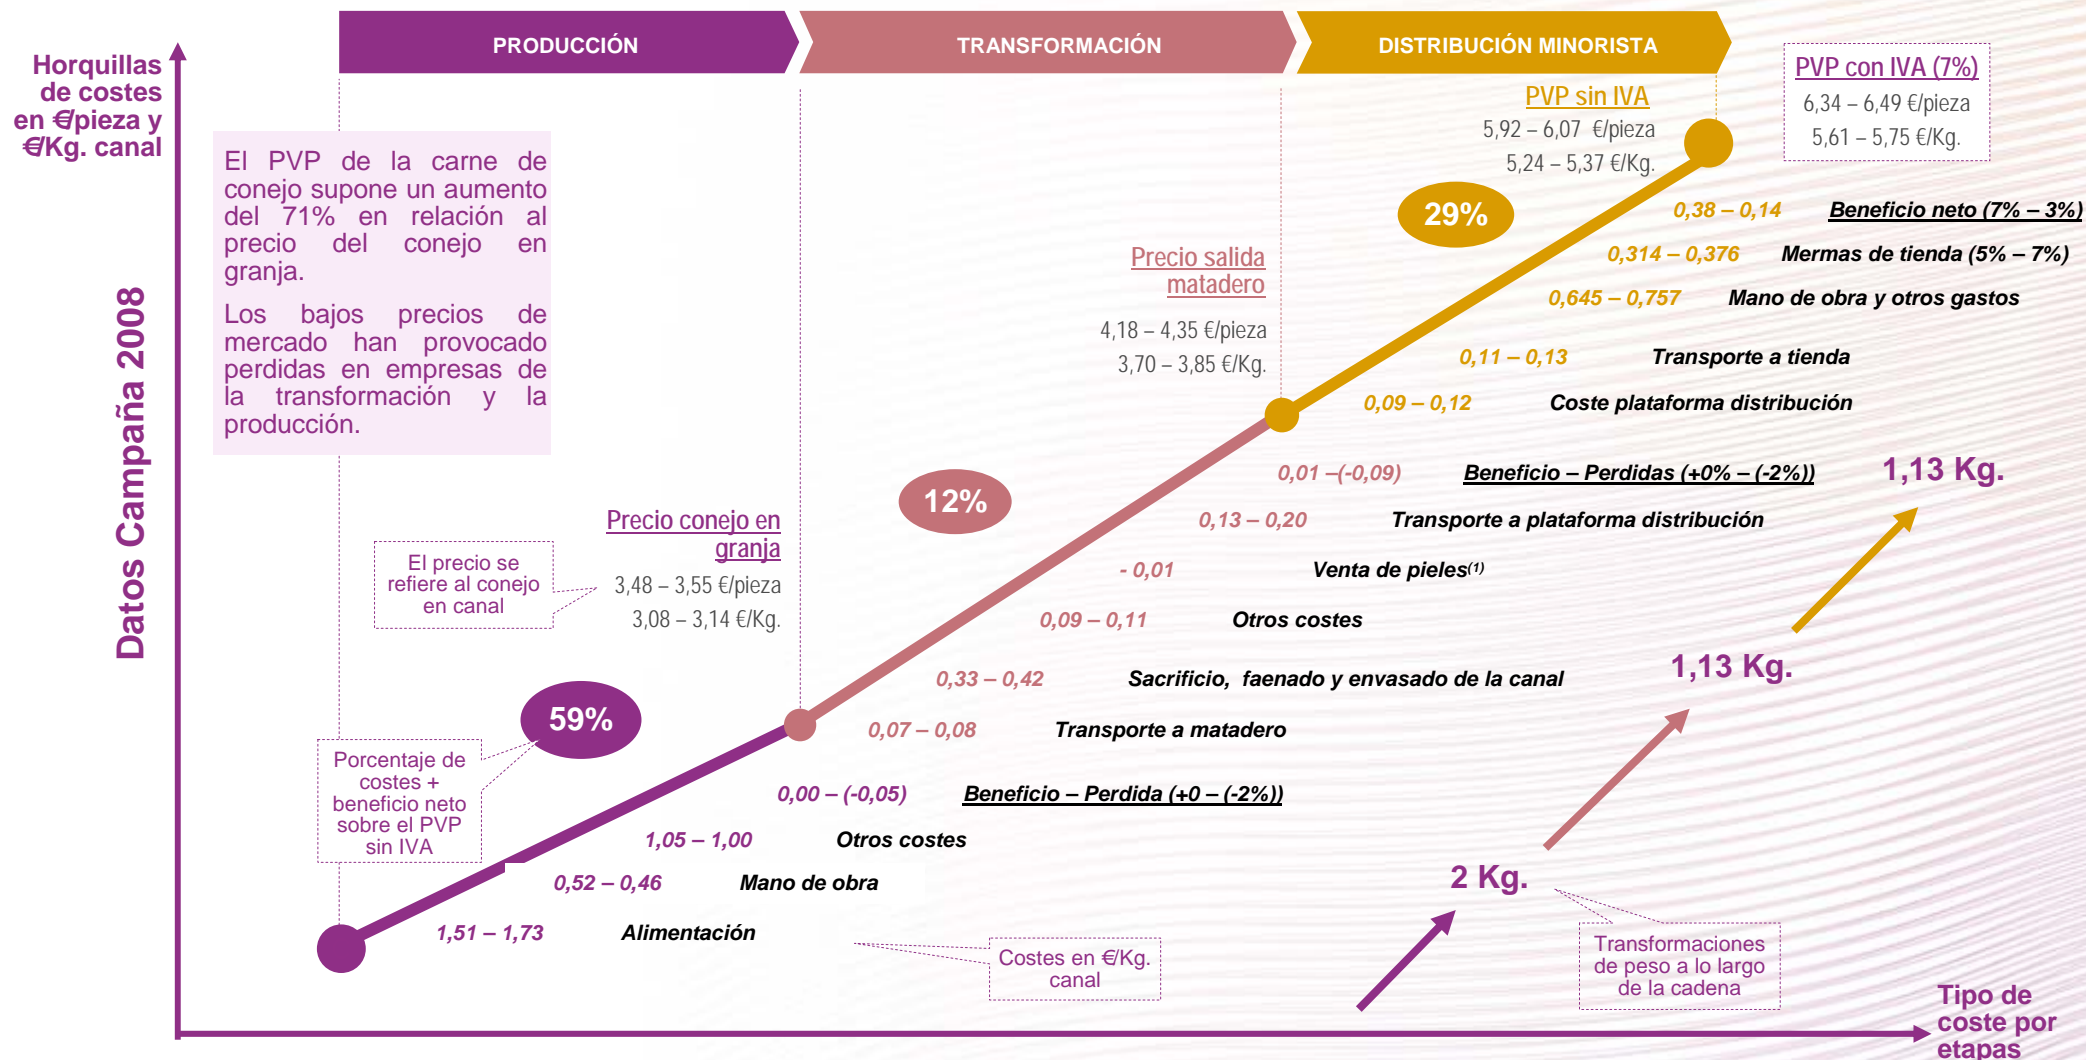 PRODUCCIÓN
TRANSFORMACIÓN
DISTRIBUCIÓN MINORISTA
Horquillas
de costes
en €/pieza y
€/Kg. canal
Datos Campaña 2008
El PVP de la carne de
conejo supone un aumento
del 71% en relación al
precio del conejo en
granja.
Los bajos precios de
mercado han provocado
perdidas en empresas de
la transformación y la
producción.
PVP con IVA (7%)
6,34 – 6,49 €/pieza
5,61 – 5,75 €/Kg.
PVP sin IVA
5,92 – 6,07 €/pieza
5,24 – 5,37 €/Kg.
29%
0,38 – 0,14 Beneficio neto (7% – 3%)
0,314 – 0,376 Mermas de tienda (5% – 7%)
0,645 – 0,757 Mano de obra y otros gastos
0,11 – 0,13 Transporte a tienda
0,09 – 0,12 Coste plataforma distribución
Precio salida
matadero
4,18 – 4,35 €/pieza
3,70 – 3,85 €/Kg.
12%
0,01 –(-0,09) Beneficio – Perdidas (+0% – (-2%))
0,13 – 0,20 Transporte a plataforma distribución
- 0,01 Venta de pieles(1)
0,09 – 0,11 Otros costes
0,33 – 0,42 Sacrificio, faenado y envasado de la canal
0,07 – 0,08 Transporte a matadero
Precio conejo en
granja
3,48 – 3,55 €/pieza
3,08 – 3,14 €/Kg.
El precio se
refiere al conejo
en canal
59%
Porcentaje de
costes +
beneficio neto
sobre el PVP
sin IVA
0,00 – (-0,05) Beneficio – Perdida (+0 – (-2%))
1,05 – 1,00 Otros costes
0,52 – 0,46 Mano de obra
1,51 – 1,73 Alimentación
Costes en €/Kg.
canal
1,13 Kg.
1,13 Kg.
2 Kg.
Transformaciones
de peso a lo largo
de la cadena
Tipo de
coste por
etapas